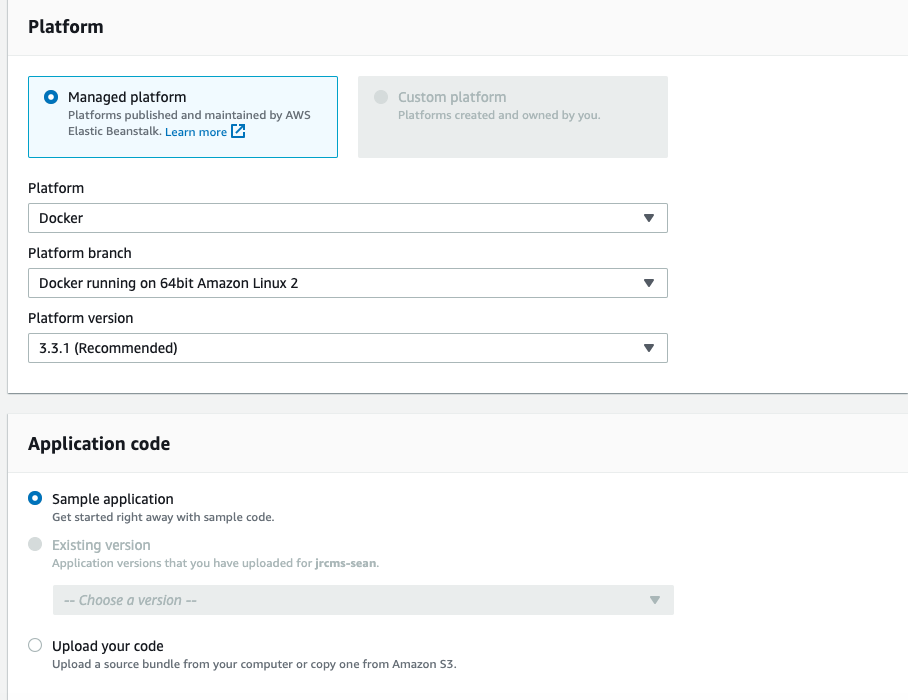 Platform
Managed platform
Platforms published and maintained by AWS
Elastic Beanstalk. Learn more
Custom platform
Platforms created and owned by you.
Platform
Docker
Platform branch
Docker running on 64bit Amazon Linux 2
Platform version
3.3.1 (Recommended)
Application code
Sample application
Get started right away with sample code.
Existing version
Application versions that you have uploaded for jrcms-sean.
-- Choose a version --
Upload your code
Upload a source bundle from your computer or copy one from Amazon S3.